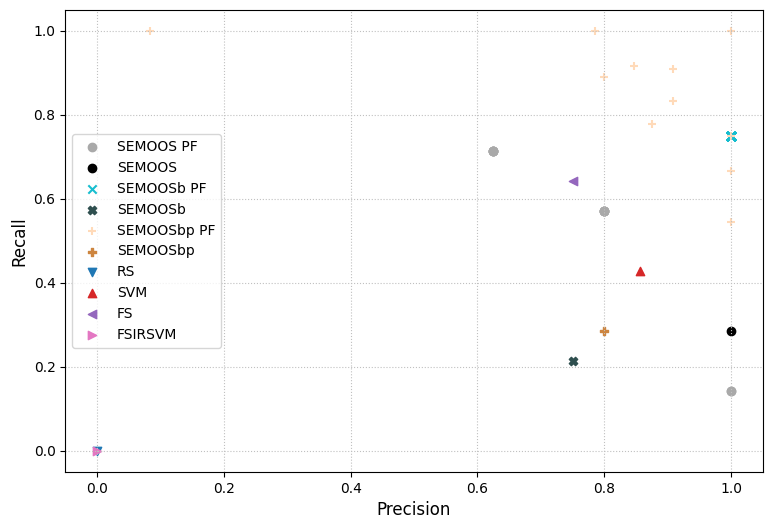 1.0
0.8
0.6
0.4
0.2
0.0
Recall
SEMOOS PF
SEMOOS
SEMOOSb PF
SEMOOSb
SEMOOSbp PF
SEMOOSbp
RS
SVM
FS
FSIRSVM
0.0 0.2 0.4 0.6 0.8 1.0
Precision